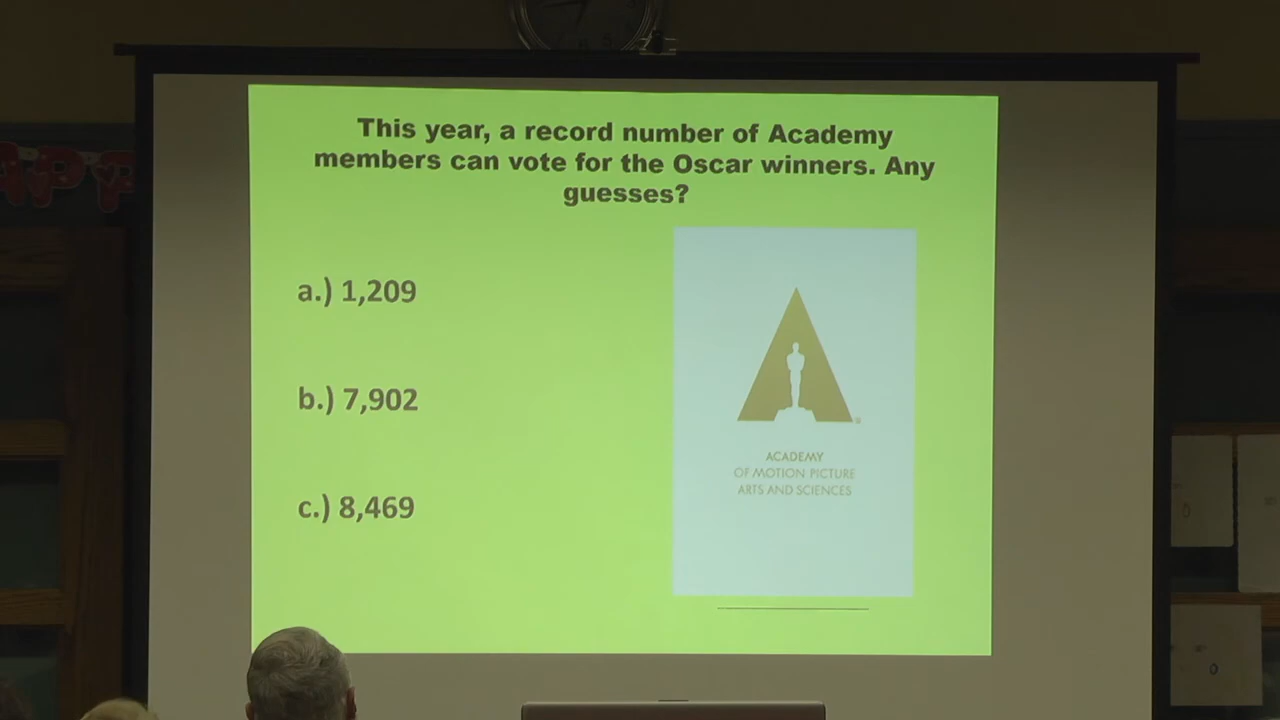 This year, a record number of Academy
members can vote for the Oscar winners. Any
guesses?
a.) 1,209
b.) 7,902
c.) 8,469
ACADEMY
OF MOTION PICTURE
ARTS AND SCIENCES